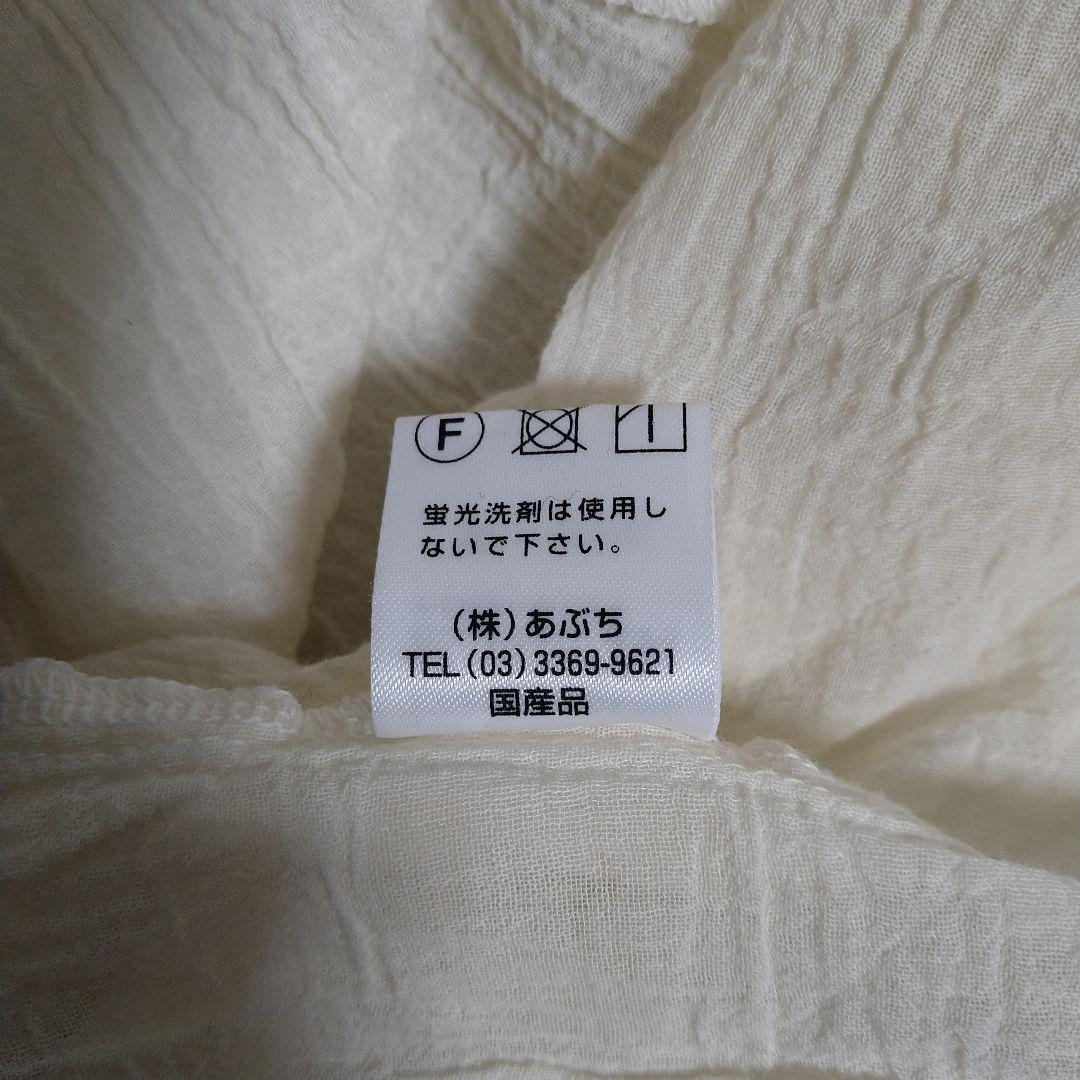 F
蛍光洗剤は使用し
ないで下さい。
(株)あぶち
TEL(03)3369-9621
国産品